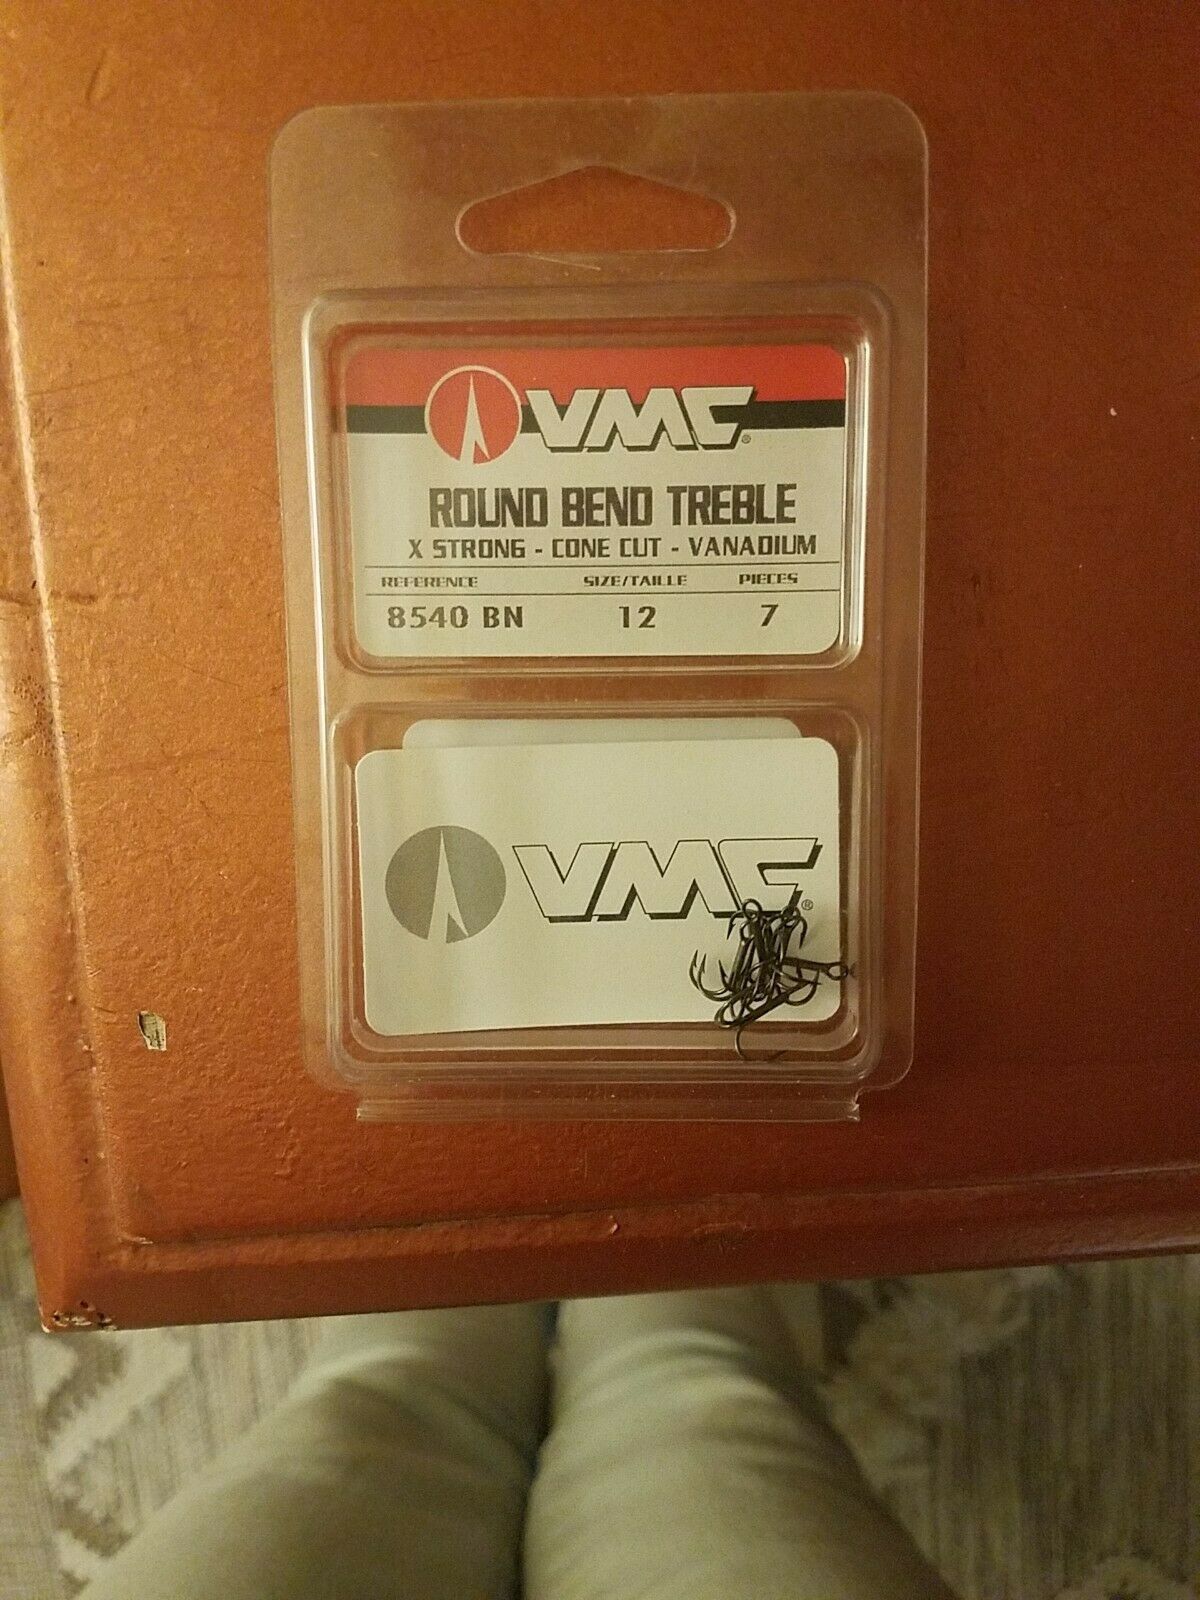 VMC®
ROUND BEND TREBLE
X STRONG - CONE CUT - VANADIUM
REFERENCE SIZE/TAILLE PIECES
8540 BN 12 7
VMC®